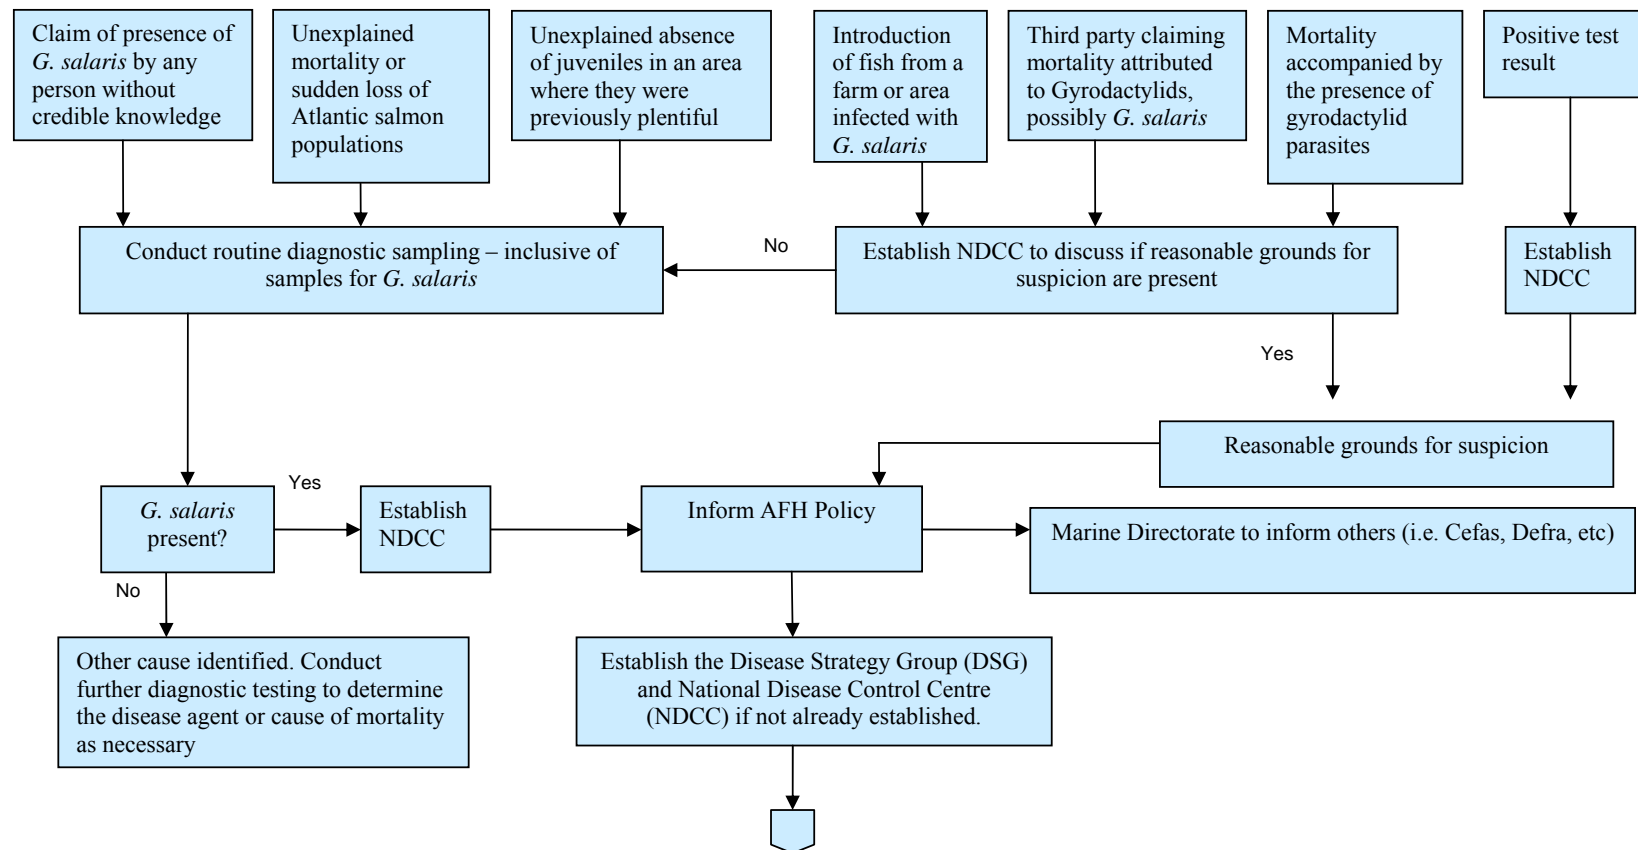 Claim of presence of
G. salaris by any
person without
credible knowledge
Unexplained
mortality or
sudden loss of
Atlantic salmon
populations
Unexplained absence
of juveniles in an area
where they were
previously plentiful
Introduction
of fish from a
farm or area
infected with
G. salaris
Third party claiming
mortality attributed
to Gyrodactylids,
possibly G. salaris
Mortality
accompanied by
the presence of
gyrodactylid
parasites
Positive test
result
Conduct routine diagnostic sampling – inclusive of
samples for G. salaris
No
Establish NDCC to discuss if reasonable grounds for
suspicion are present
Establish
NDCC
Yes
Reasonable grounds for suspicion
G. salaris
present?
Yes
Establish
NDCC
Inform AFH Policy
Marine Directorate to inform others (i.e. Cefas, Defra, etc)
No
Other cause identified. Conduct
further diagnostic testing to determine
the disease agent or cause of mortality
as necessary
Establish the Disease Strategy Group (DSG)
and National Disease Control Centre
(NDCC) if not already established.